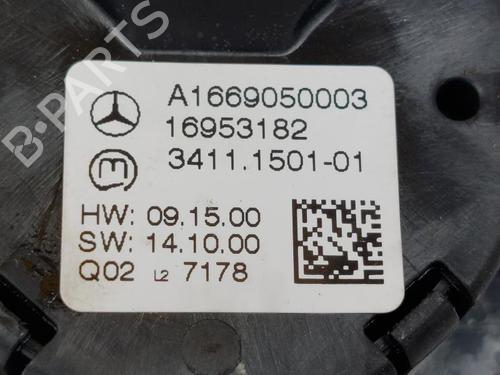 A1669050003
16953182
3411.1501-01
HW: 09.15.00
SW: 14.10.00
Q02 L2 7178
B-PARTS